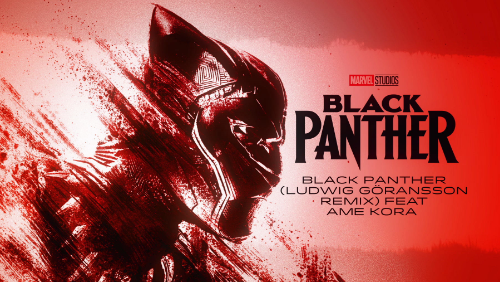 MARVEL STUDIOS
BLACK
PANTHER
BLACK PANTHER
(LUDWIG GÖRANSSON
REMIX) FEAT
AME KORA